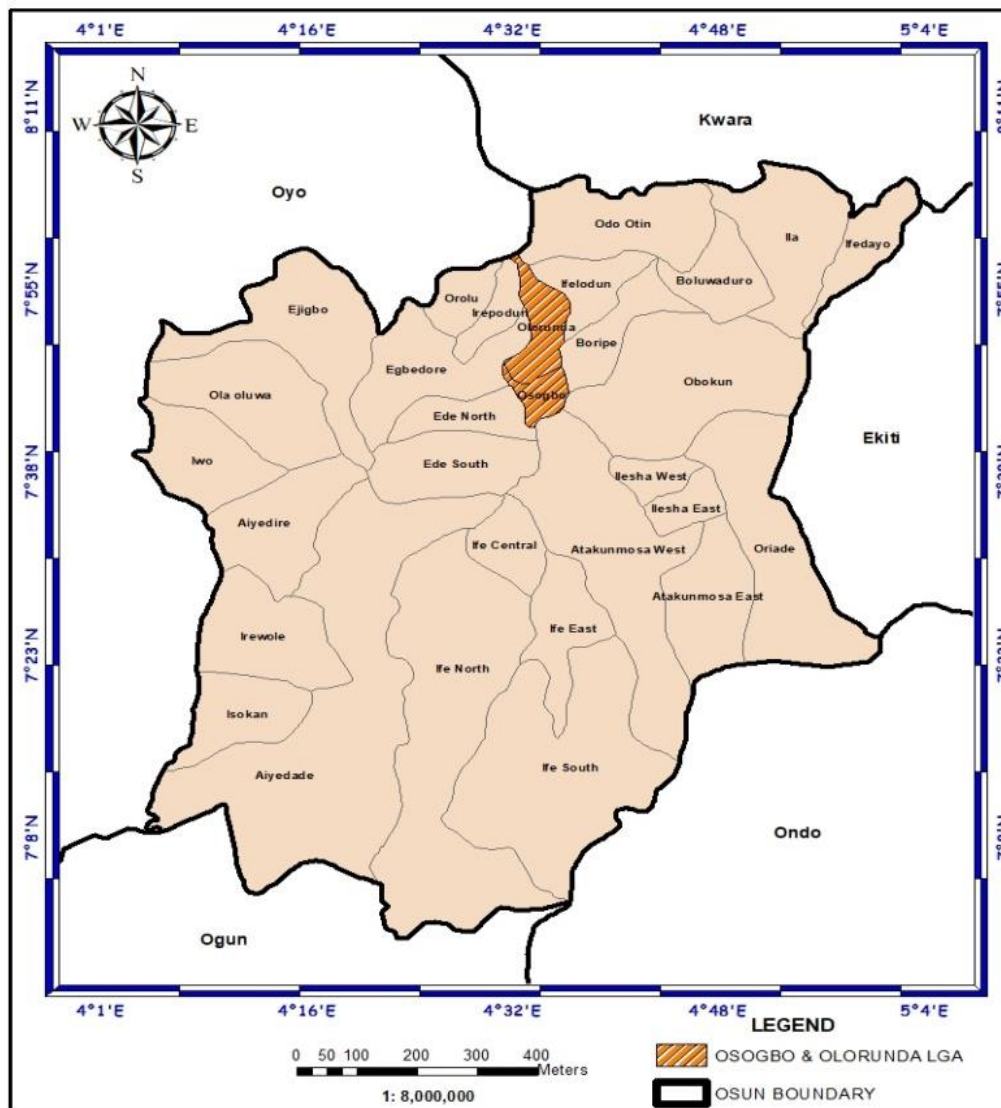 4°1'E 4°16'E 4°32'E 4°48'E 5°4'E
8°11'N
7°55'N
7°38'N
7°23'N
7°8'N
N
W E
S
Kwara
Oyo
Odo Otin
Ila
Ifedayo
Ifelodun
Boluwaduro
Orolu
Irepodun
Ejigbo
Olorunda
Boripe
Egbedore
Obokun
Ola oluwa
Osogbo
Ede North
Ekiti
Iwo
Ede South
Ilesha West
Ilesha East
Aiyedire
Ife Central
Atakunmosa West
Oriade
Atakunmosa East
Irewole
Ife East
Ife North
Isokan
Ife South
Aiyedade
Ondo
Ogun
4°1'E 4°16'E 4°32'E 4°48'E 5°4'E
LEGEND
OSOGBO & OLORUNDA LGA
OSUN BOUNDARY
0 50 100 200 300 400
Meters
1: 8,000,000